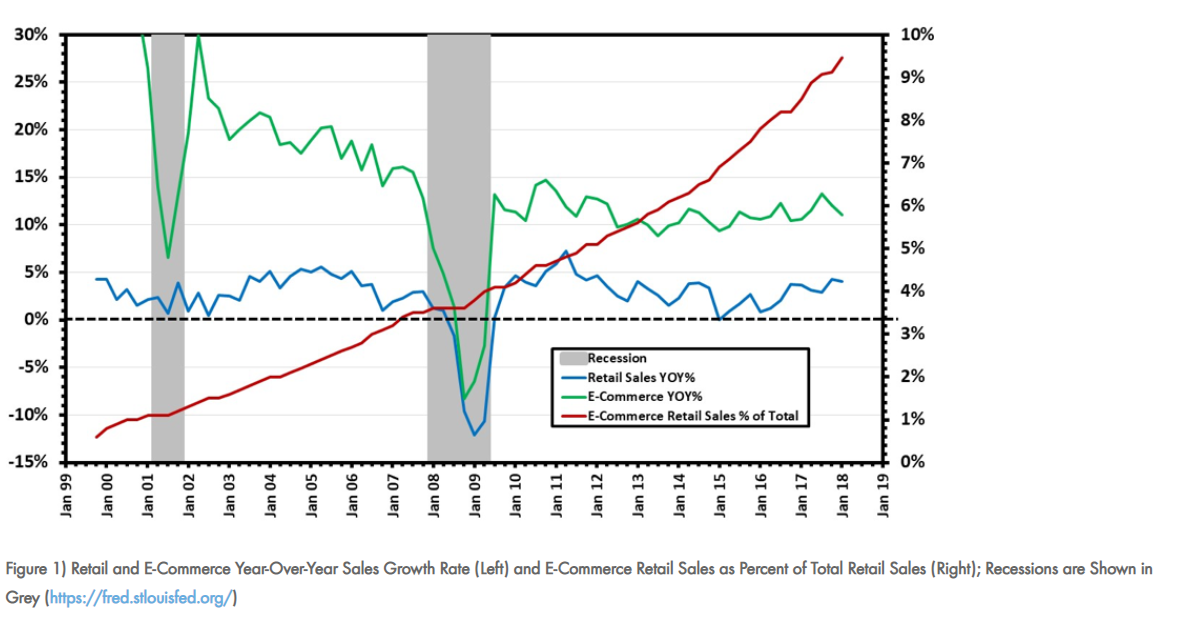 30%
25%
20%
15%
10%
5%
0%
-5%
-10%
-15%
10%
9%
8%
7%
6%
5%
4%
3%
2%
1%
0%
Recession
Retail Sales YOY%
E-Commerce YOY%
E-Commerce Retail Sales % of Total
Jan 99
Jan 00
Jan 01
Jan 02
Jan 03
Jan 04
Jan 05
Jan 06
Jan 07
Jan 08
Jan 09
Jan 10
Jan 11
Jan 12
Jan 13
Jan 14
Jan 15
Jan 16
Jan 17
Jan 18
Jan 19
Figure 1) Retail and E-Commerce Year-Over-Year Sales Growth Rate (Left) and E-Commerce Retail Sales as Percent of Total Retail Sales (Right); Recessions are Shown in
Grey (https://fred.stlouisfed.org/)